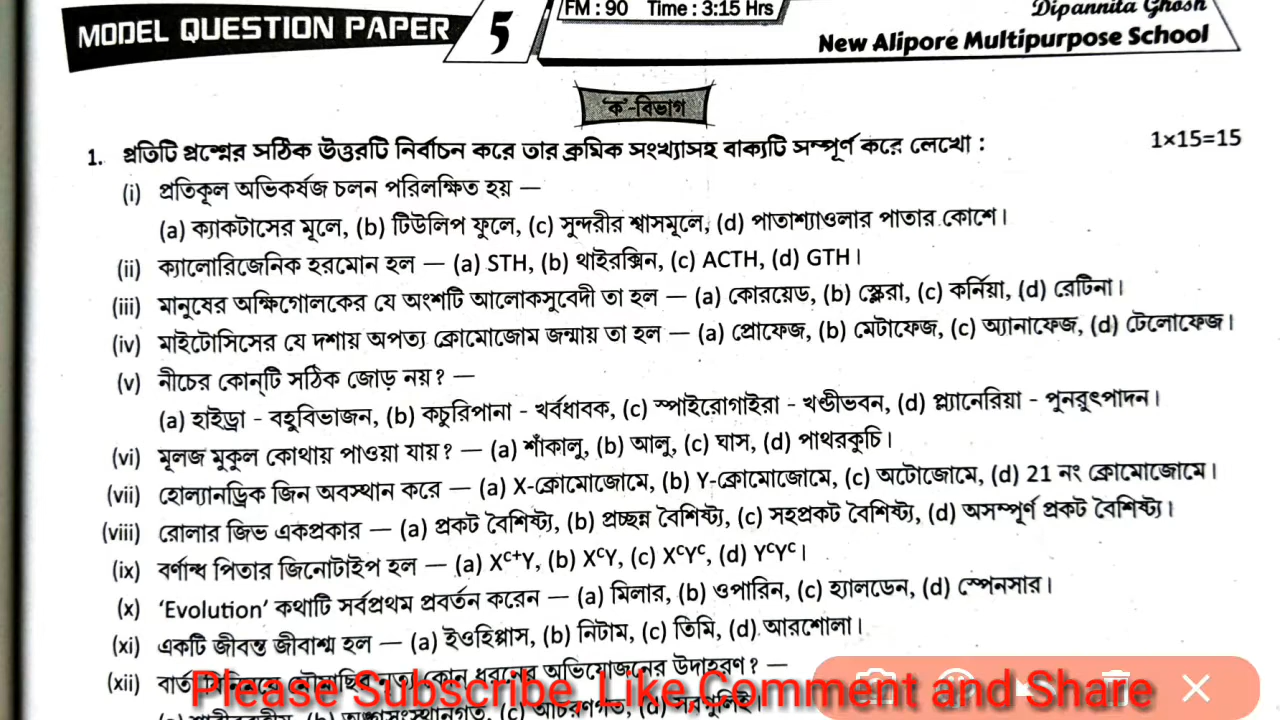 MODEL QUESTION PAPER 5
FM : 90 Time : 3:15 Hrs
Dipannita Ghosh
New Alipore Multipurpose School
'ক'-বিভাগ
1. প্রতিটি প্রশ্নের সঠিক উত্তরটি নির্বাচন করে তার ক্রমিক সংখ্যাসহ বাক্যটি সম্পূর্ণ করে লেখো : 1×15=15
(i) প্রতিকূল অভিকর্ষজ চলন পরিলক্ষিত হয় —
(a) ক্যাকটাসের মূলে, (b) টিউলিপ ফুলে, (c) সুন্দরীর শ্বাসমূলে, (d) পাতাশ্যাওলার পাতার কোশে।
(ii) ক্যালোরিজেনিক হরমোন হল — (a) STH, (b) থাইরক্সিন, (c) ACTH, (d) GTH।
(iii) মানুষের অক্ষিগোলকের যে অংশটি আলোকসুবেদী তা হল — (a) কোরয়েড, (b) স্ক্লেরা, (c) কর্নিয়া, (d) রেটিনা।
(iv) মাইটোসিসের যে দশায় অপত্য ক্রোমোজোম জন্মায় তা হল — (a) প্রোফেজ, (b) মেটাফেজ, (c) অ্যানাফেজ, (d) টেলোফেজ।
(v) নীচের কোন্‌টি সঠিক জোড় নয়? —
(a) হাইড্রা - বহুবিভাজন, (b) কচুরিপানা - খর্বধাবক, (c) স্পাইরোগাইরা - খণ্ডীভবন, (d) প্ল্যানেরিয়া - পুনরুৎপাদন।
(vi) মূলজ মুকুল কোথায় পাওয়া যায়? — (a) শাঁকালু, (b) আলু, (c) ঘাস, (d) পাথরকুচি।
(vii) হোল্যানড্রিক জিন অবস্থান করে — (a) X-ক্রোমোজোমে, (b) Y-ক্রোমোজোমে, (c) অটোজোমে, (d) 21 নং ক্রোমোজোমে।
(viii) রোলার জিভ একপ্রকার — (a) প্রকট বৈশিষ্ট্য, (b) প্রচ্ছন্ন বৈশিষ্ট্য, (c) সহপ্রকট বৈশিষ্ট্য, (d) অসম্পূর্ণ প্রকট বৈশিষ্ট্য।
(ix) বর্ণান্ধ পিতার জিনোটাইপ হল — (a) Xᶜ⁺Y, (b) XᶜY, (c) XᶜYᶜ, (d) YᶜYᶜ।
(x) 'Evolution' কথাটি সর্বপ্রথম প্রবর্তন করেন — (a) মিলার, (b) ওপারিন, (c) হ্যালডেন, (d) স্পেনসার।
(xi) একটি জীবন্ত জীবাশ্ম হল — (a) ইওহিপ্পাস, (b) নিটাম, (c) তিমি, (d) আরশোলা।
(xii) বার্তা মৌমাছির নৃত্য কোন ধরনের অভিযোজনের উদাহরণ? —
Please Subscribe, Like Comment and Share
(c) আচরণগত, (d) সবগুলিই।